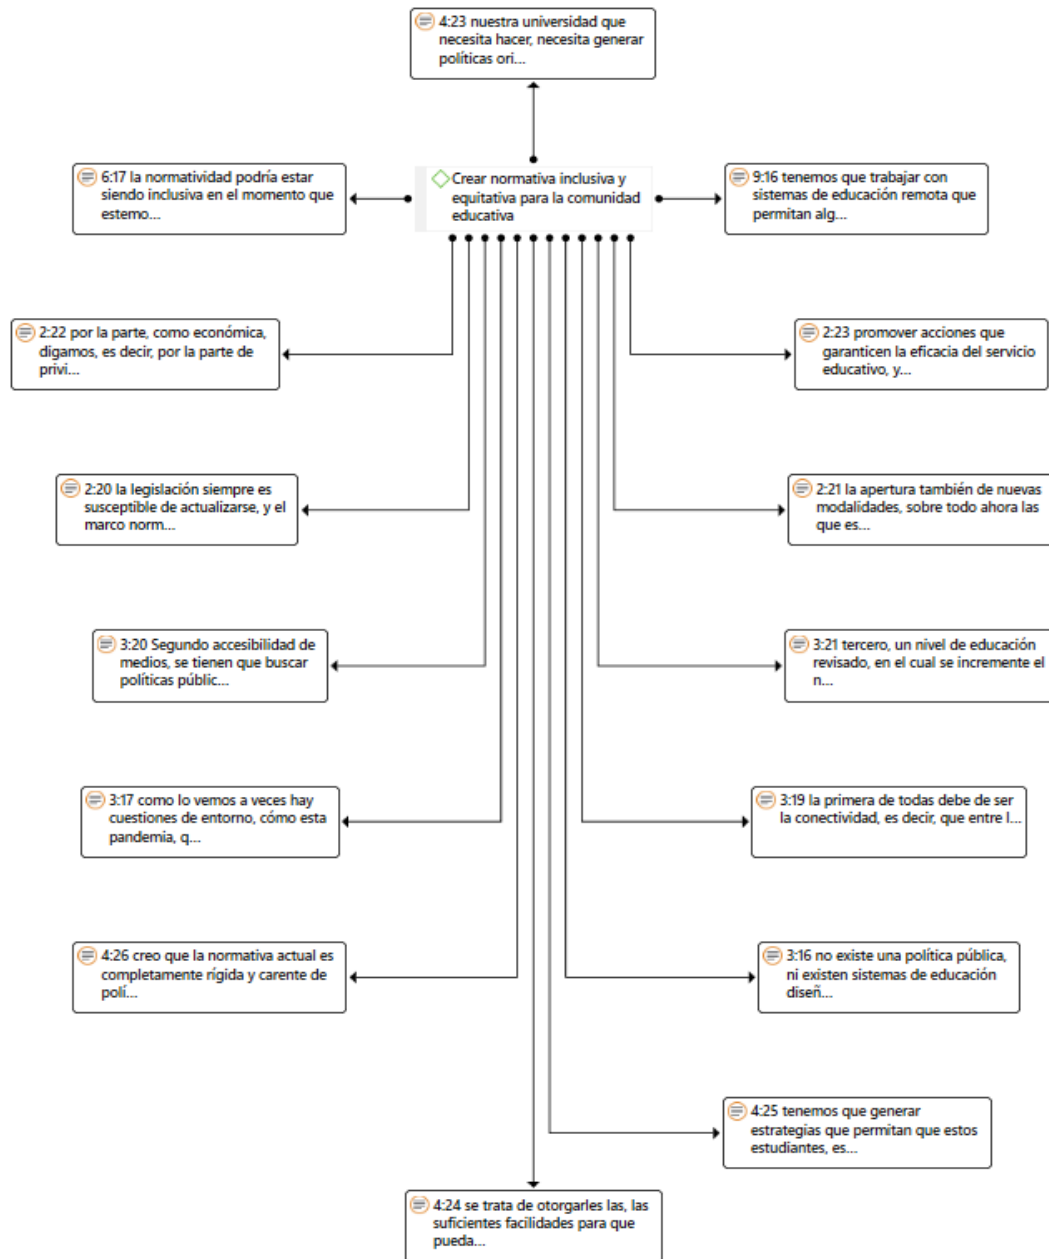 4:23 nuestra universidad que
necesita hacer, necesita generar
políticas ori...
6:17 la normatividad podría estar
siendo inclusiva en el momento que
estemo...
Crear normativa inclusiva y
equitativa para la comunidad
educativa
9:16 tenemos que trabajar con
sistemas de educación remota que
permitan alg...
2:22 por la parte, como económica,
digamos, es decir, por la parte de
privi...
2:23 promover acciones que
garanticen la eficacia del servicio
educativo, y...
2:20 la legislación siempre es
susceptible de actualizarse, y el
marco norm...
2:21 la apertura también de nuevas
modalidades, sobre todo ahora las
que es...
3:20 Segundo accesibilidad de
medios, se tienen que buscar
políticas públic...
3:21 tercero, un nivel de educación
revisado, en el cual se incremente el
n...
3:17 como lo vemos a veces hay
cuestiones de entorno, cómo esta
pandemia, q...
3:19 la primera de todas debe de ser
la conectividad, es decir, que entre l...
4:26 creo que la normativa actual es
completamente rígida y carente de
polí...
3:16 no existe una política pública,
ni existen sistemas de educación
diseñ...
4:25 tenemos que generar
estrategias que permitan que estos
estudiantes, es...
4:24 se trata de otorgarles las, las
suficientes facilidades para que
pueda...